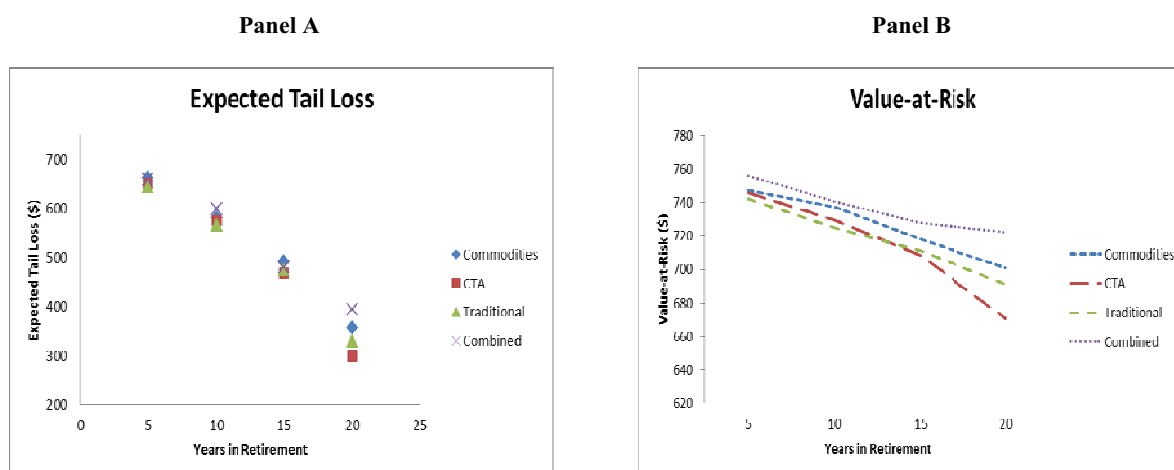 Panel A
Expected Tail Loss
Expected Tail Loss ($)
700
600
500
400
300
200
0 5 10 15 20 25
Years in Retirement
Commodities
CTA
Traditional
Combined
Panel B
Value-at-Risk
Value-at-Risk ($)
780
760
740
720
700
680
660
640
620
5 10 15 20
Years in Retirement
Commodities
CTA
Traditional
Combined